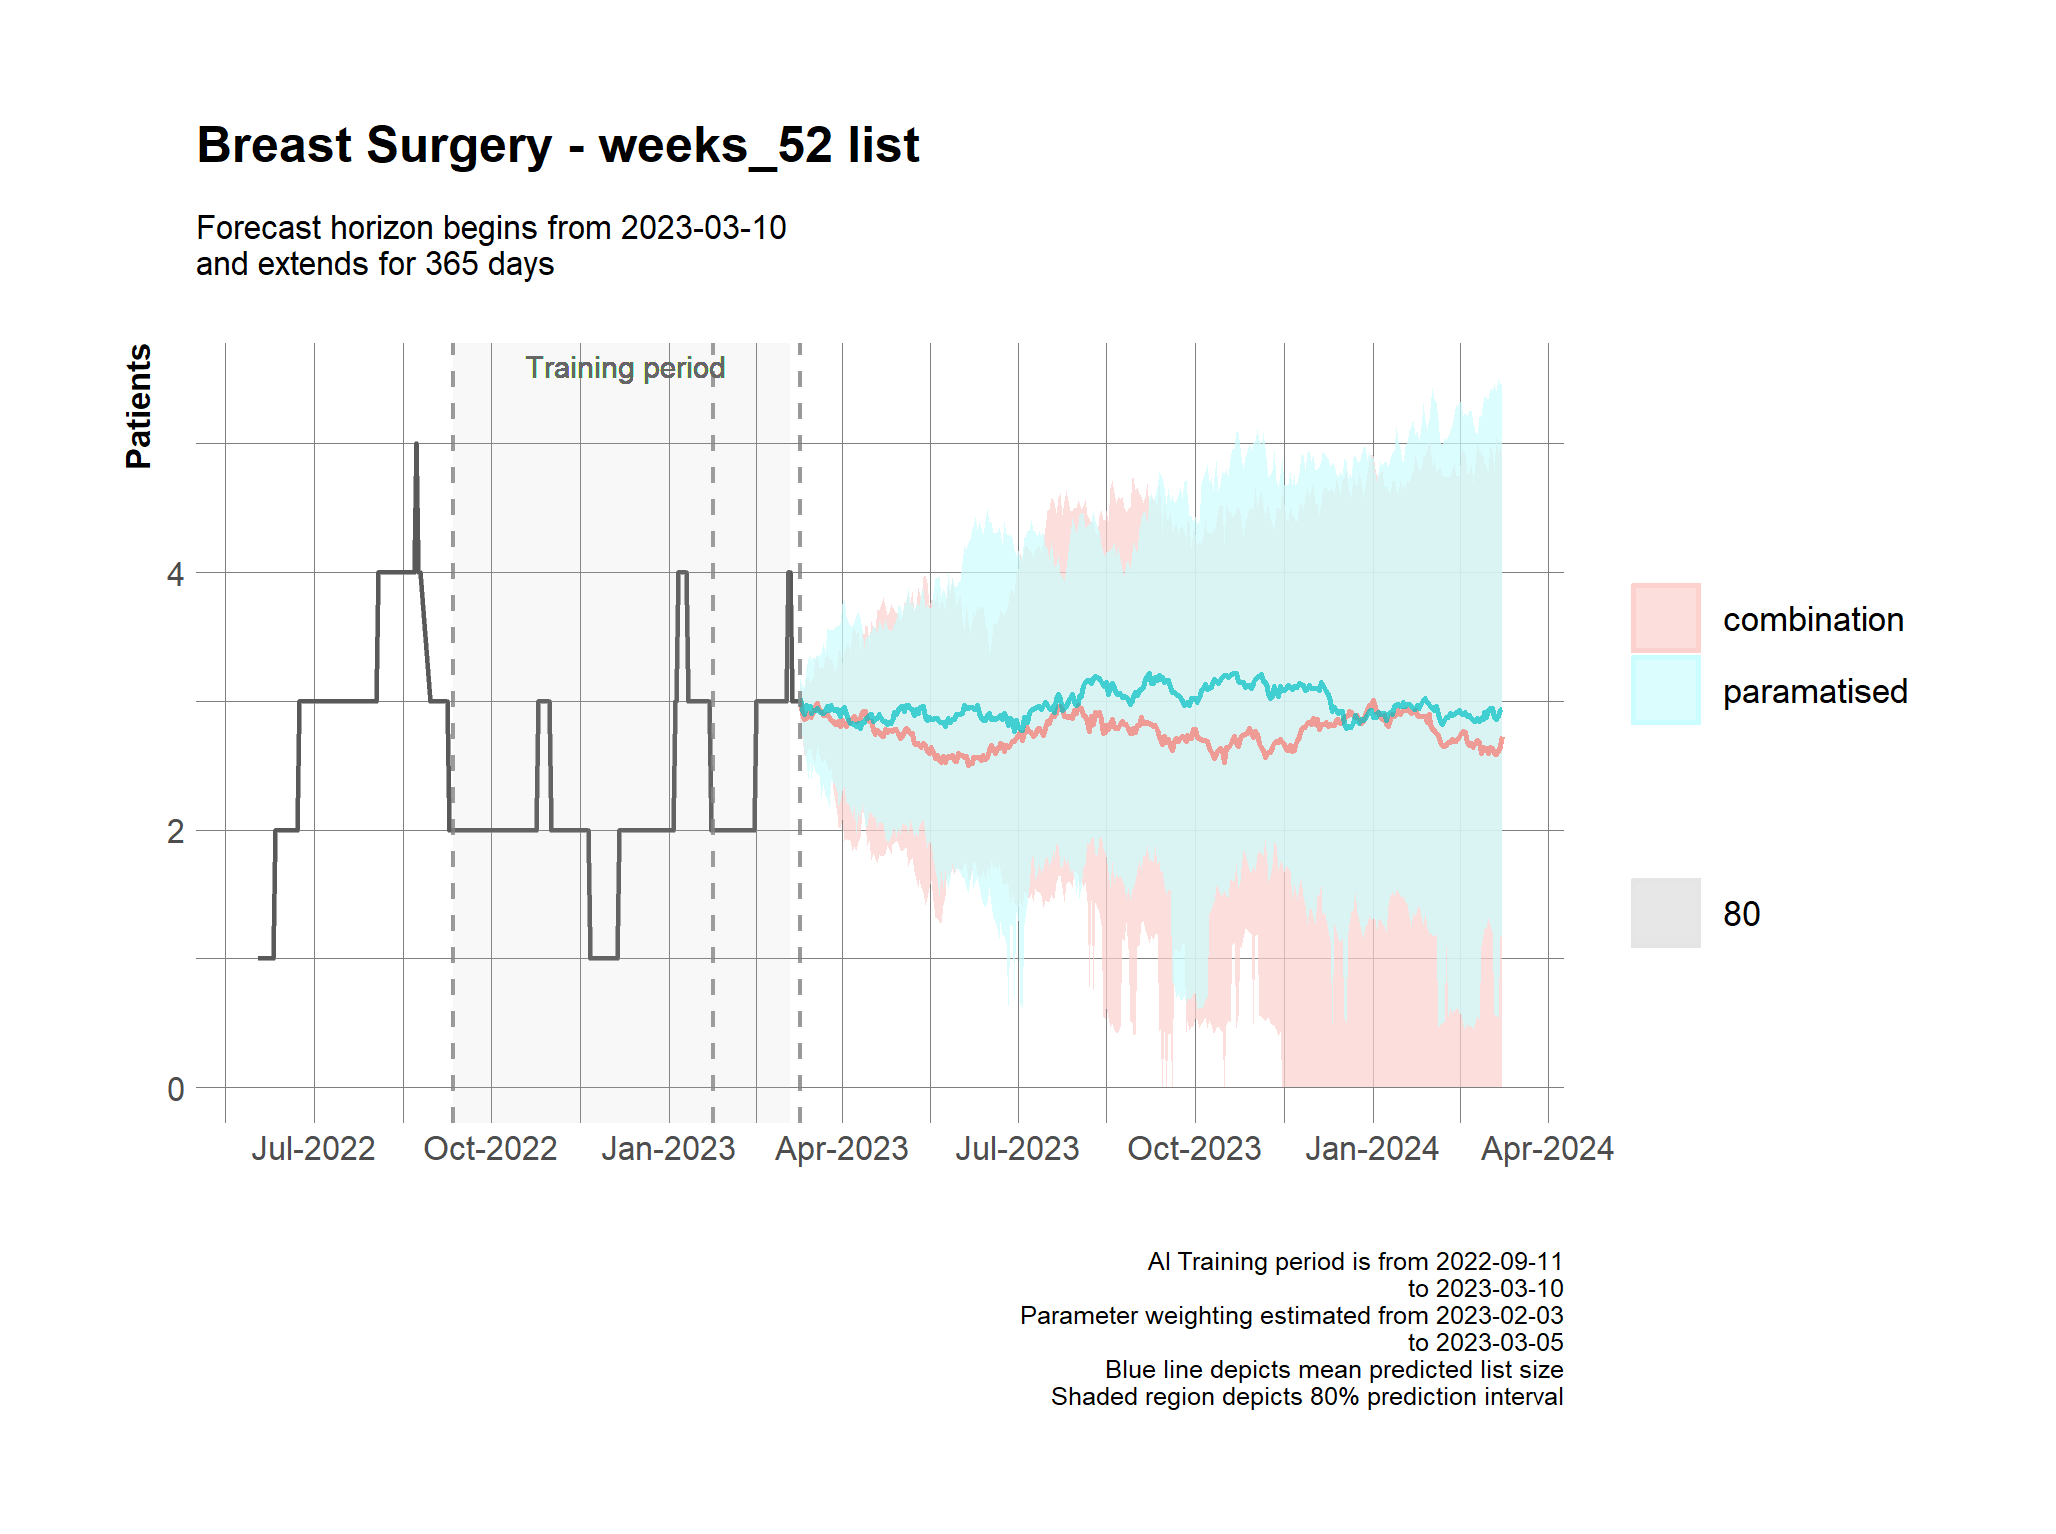 Breast Surgery - weeks_52 list
Forecast horizon begins from 2023-03-10
and extends for 365 days
Patients
Training period
4
2
0
Jul-2022
Oct-2022
Jan-2023
Apr-2023
Jul-2023
Oct-2023
Jan-2024
Apr-2024
combination
paramatised
80
AI Training period is from 2022-09-11
to 2023-03-10
Parameter weighting estimated from 2023-02-03
to 2023-03-05
Blue line depicts mean predicted list size
Shaded region depicts 80% prediction interval